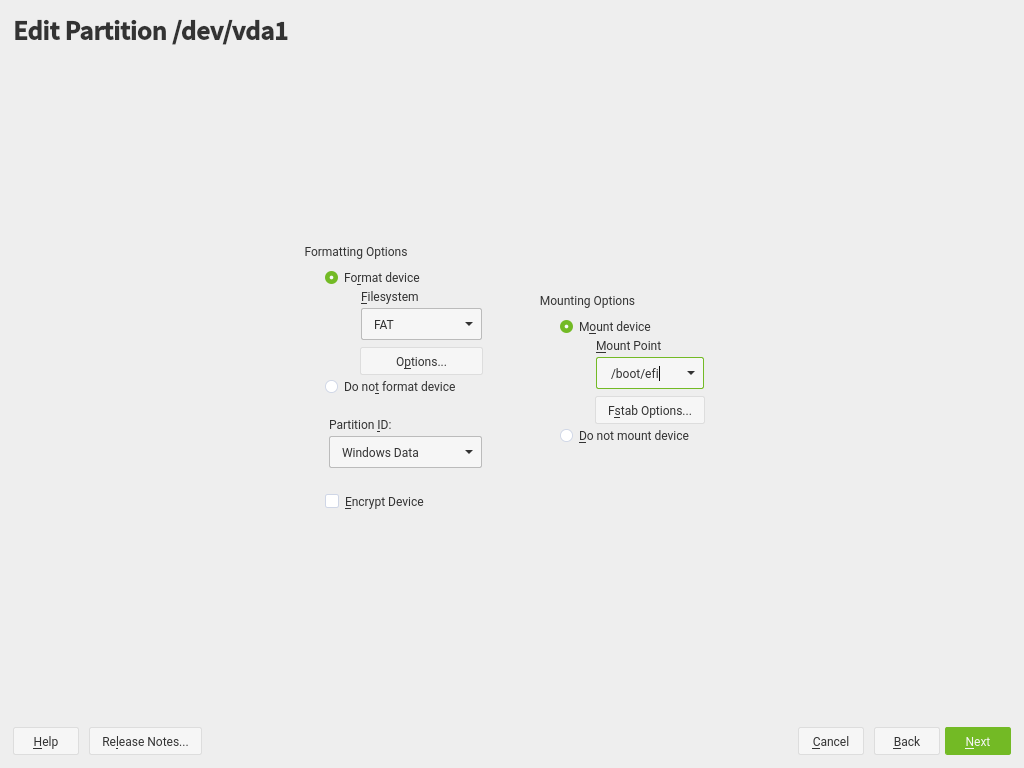 Edit Partition /dev/vda1
Formatting Options
Format device
Filesystem
FAT
Options...
Do not format device
Partition ID:
Windows Data
Encrypt Device
Mounting Options
Mount device
Mount Point
/boot/efi
Fstab Options...
Do not mount device
Help
Release Notes...
Cancel
Back
Next